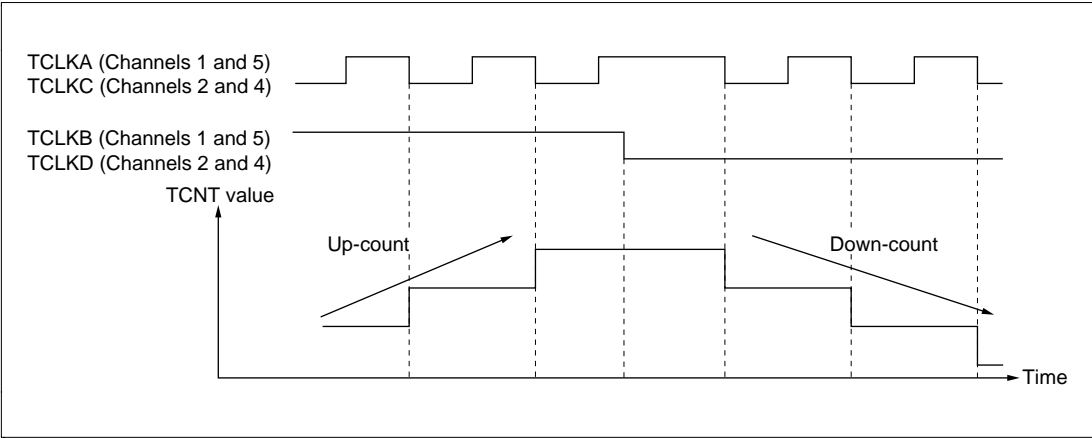 TCLKA (Channels 1 and 5)
TCLKC (Channels 2 and 4)
TCLKB (Channels 1 and 5)
TCLKD (Channels 2 and 4)
TCNT value
Up-count
Down-count
Time